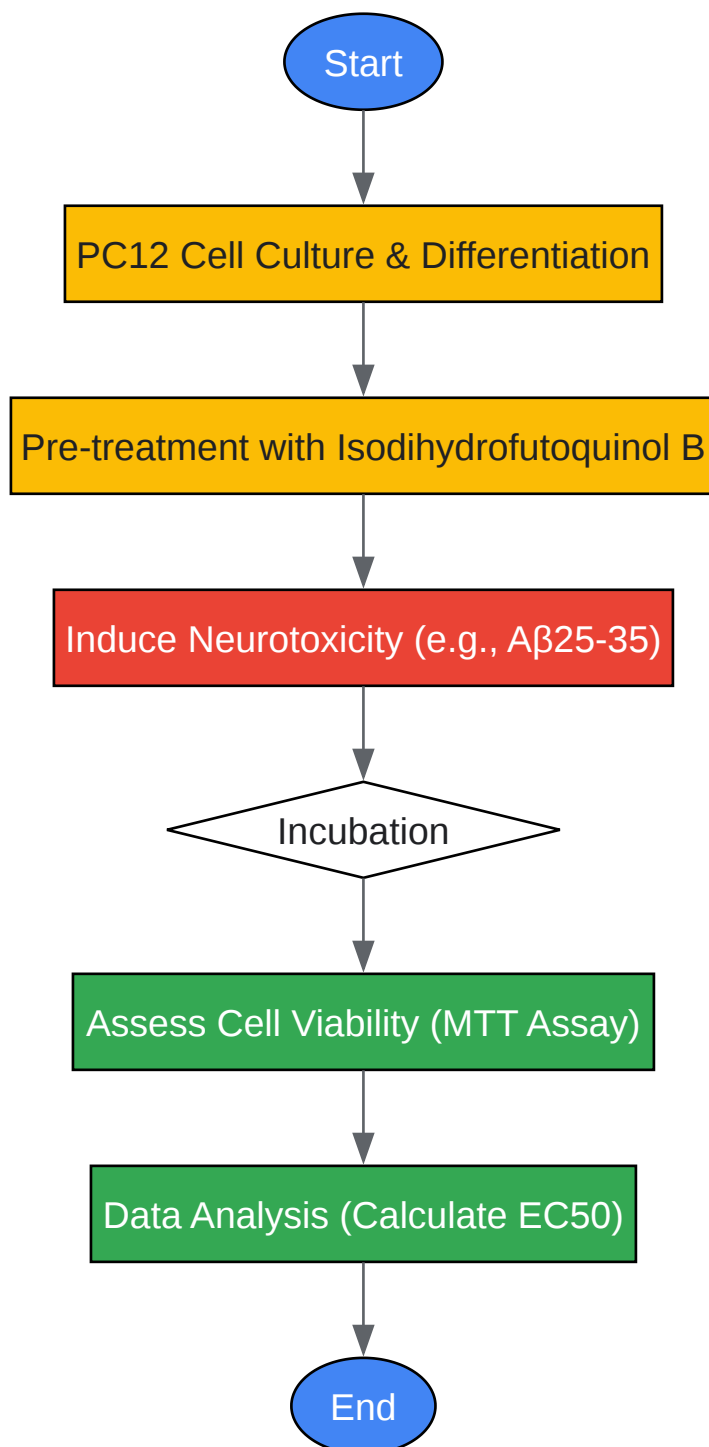 Start
PC12 Cell Culture & Differentiation
Pre-treatment with Isodihydrofutoquinol B
Induce Neurotoxicity (e.g., Aβ25-35)
Incubation
Assess Cell Viability (MTT Assay)
Data Analysis (Calculate EC50)
End